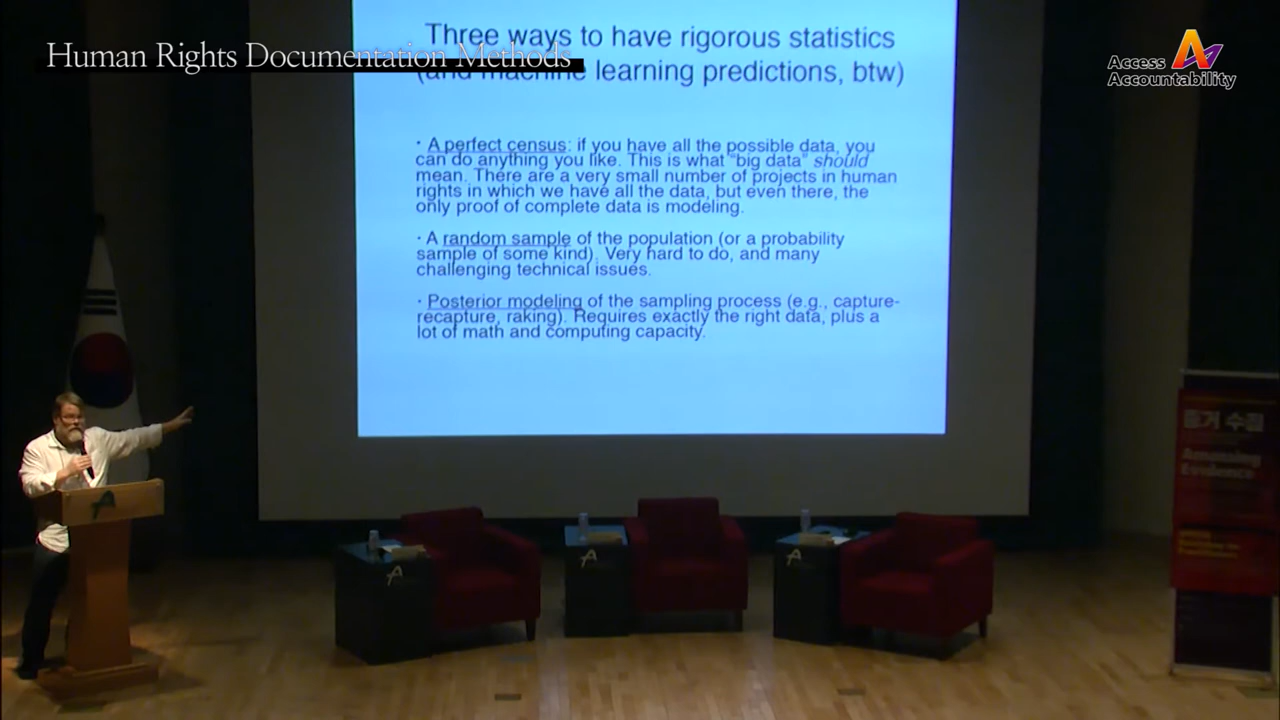 Human Rights Documentation Methods
Access
Accountability
Three ways to have rigorous statistics
(and machine learning predictions, btw)
· A perfect census: if you have all the possible data, you
can do anything you like. This is what "big data" should
mean. There are a very small number of projects in human
rights in which we have all the data, but even there, the
only proof of complete data is modeling.
· A random sample of the population (or a probability
sample of some kind). Very hard to do, and many
challenging technical issues.
· Posterior modeling of the sampling process (e.g., capture-
recapture, raking). Requires exactly the right data, plus a
lot of math and computing capacity.
증거 수집
Evidence